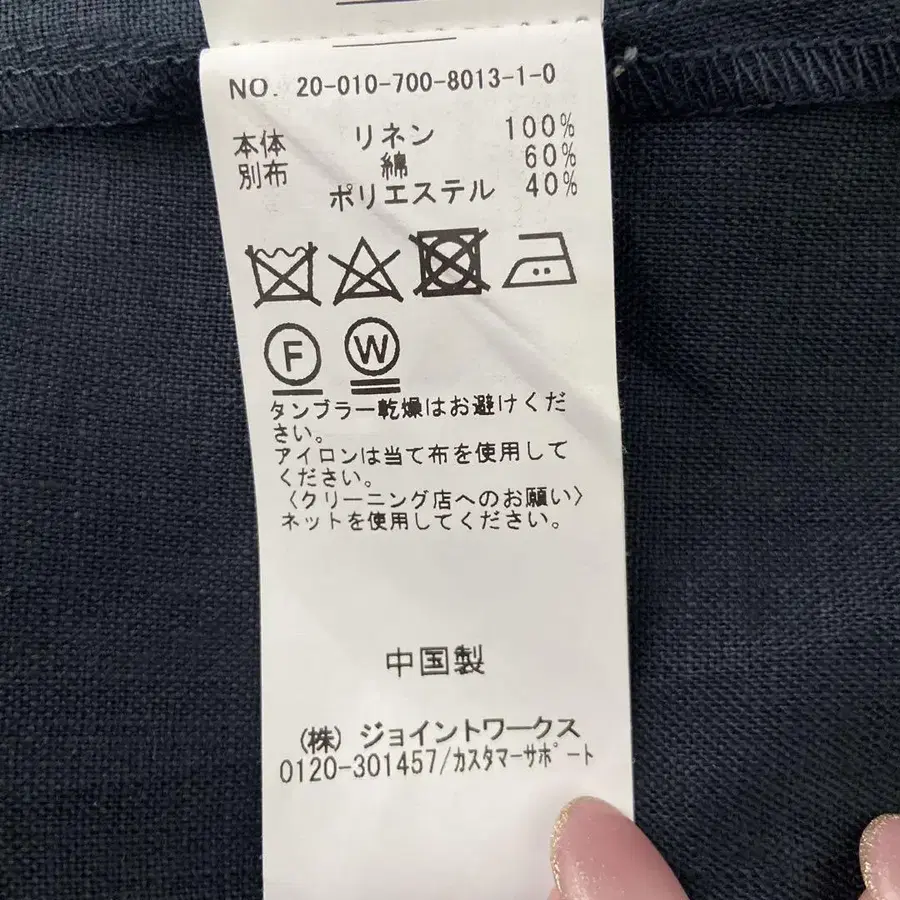 NO. 20-010-700-8013-1-0
本体 リネン 100%
別布 綿 60%
ポリエステル 40%
F
W
タンブラー乾燥はお避けくだ
さい。
アイロンは当て布を使用して
ください。
〈クリーニング店へのお願い〉
ネットを使用してください。
中国製
(株) ジョイントワークス
0120-301457/カスタマーサポート